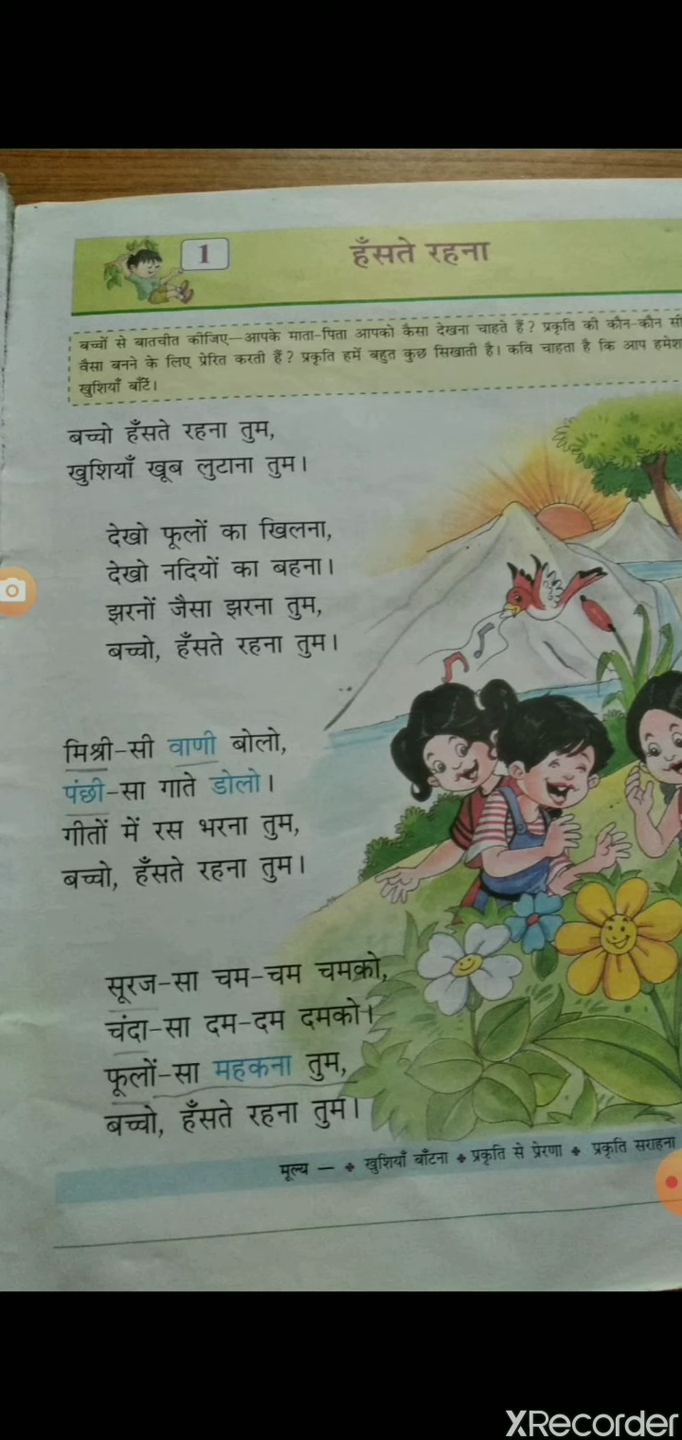 1
हँसते रहना
बच्चों से बातचीत कीजिए—आपके माता-पिता आपको कैसा देखना चाहते हैं? प्रकृति की कौन-कौन सी
वैसा बनने के लिए प्रेरित करती हैं? प्रकृति हमें बहुत कुछ सिखाती है। कवि चाहता है कि आप हमेश
खुशियाँ बाँटें।
बच्चो हँसते रहना तुम,
खुशियाँ खूब लुटाना तुम।
देखो फूलों का खिलना,
देखो नदियों का बहना।
झरनों जैसा झरना तुम,
बच्चो, हँसते रहना तुम।
मिश्री-सी वाणी बोलो,
पंछी-सा गाते डोलो।
गीतों में रस भरना तुम,
बच्चो, हँसते रहना तुम।
सूरज-सा चम-चम चमको,
चंदा-सा दम-दम दमको।
फूलों-सा महकना तुम,
बच्चो, हँसते रहना तुम।
मूल्य — ✦ खुशियाँ बाँटना ✦ प्रकृति से प्रेरणा ✦ प्रकृति सराहना
XRecorder